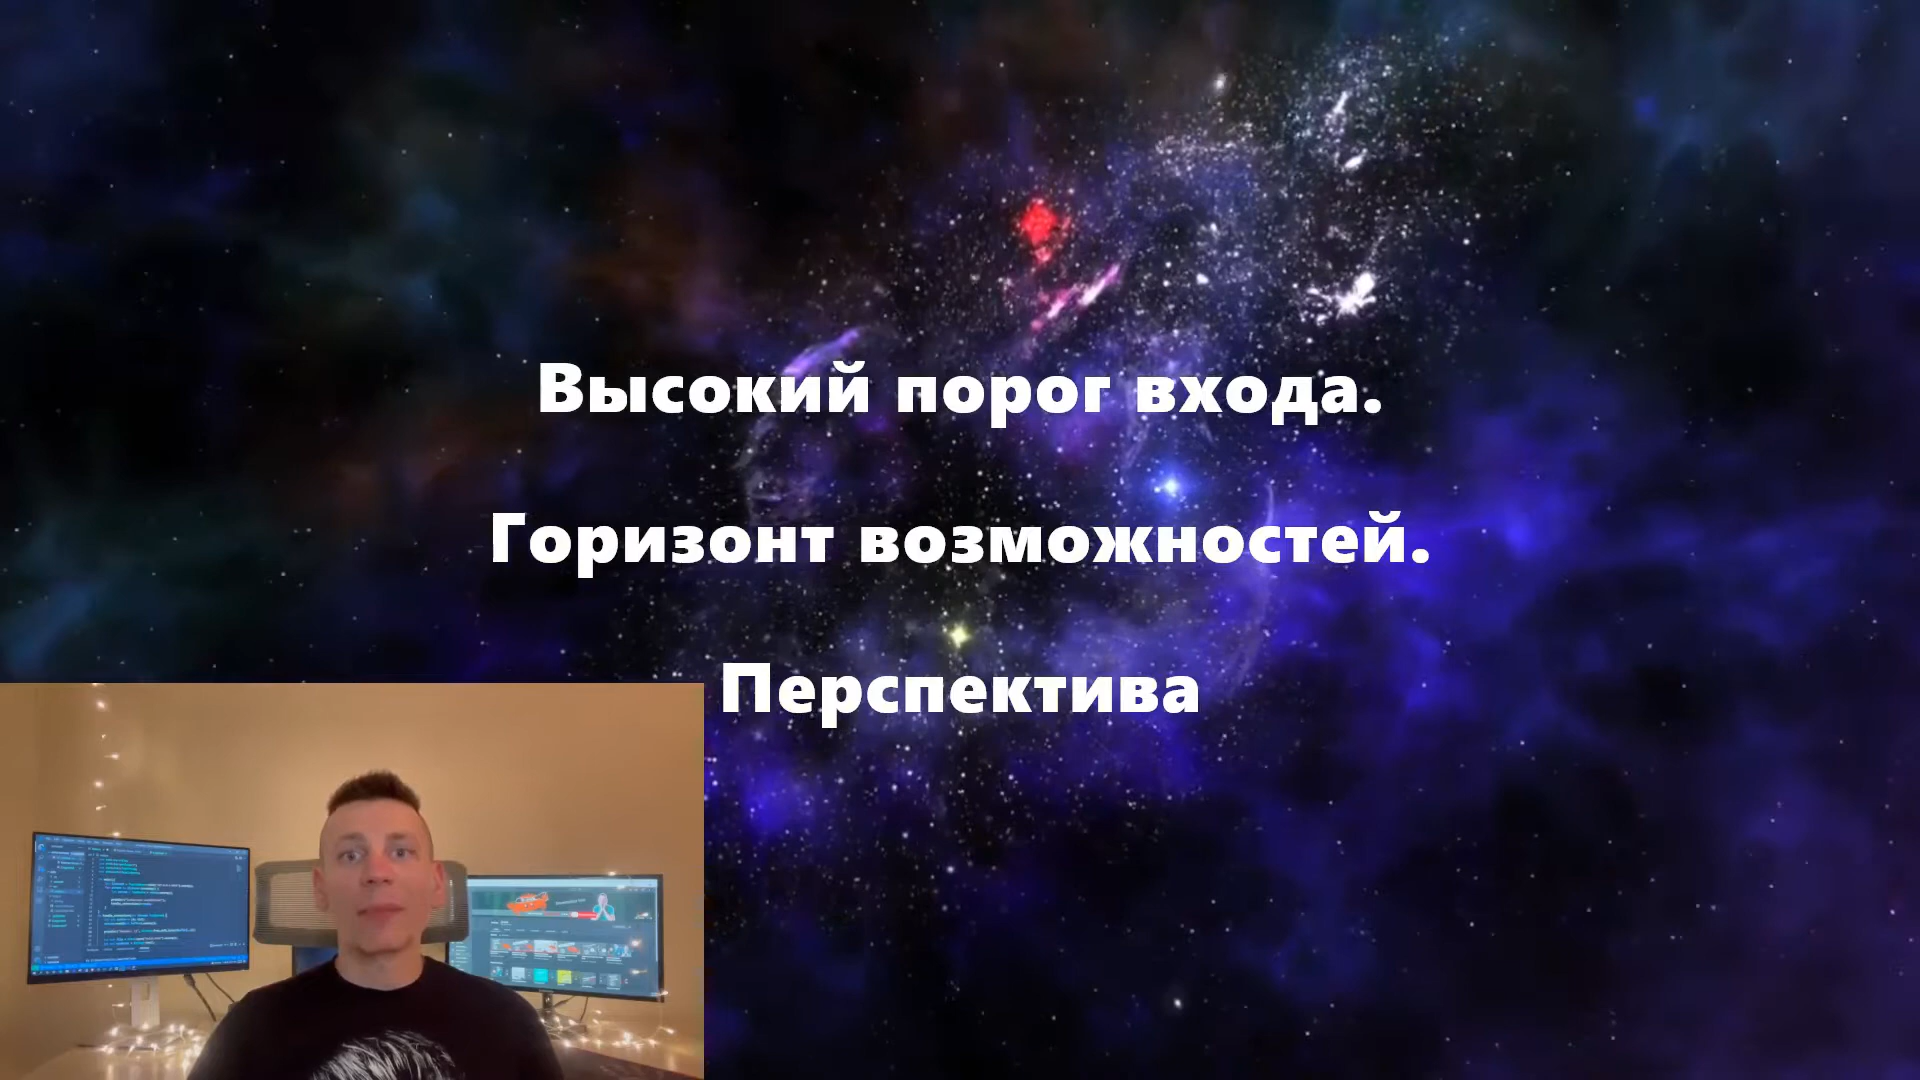 Высокий порог входа.
Горизонт возможностей.
Перспектива